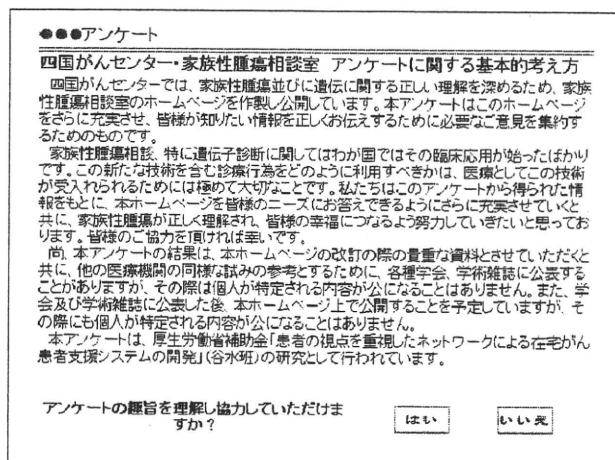 ●●●アンケート
四国がんセンター・家族性腫瘍相談室 アンケートに関する基本的考え方
四国がんセンターでは、家族性腫瘍並びに遺伝に関する正しい理解を深めるため、家族
性腫瘍相談室のホームページを作製し公開しています。本アンケートはこのホームページ
をさらに充実させ、皆様が知りたい情報を正しくお伝えするために必要なご意見を集約す
るためのものです。
家族性腫瘍相談、特に遺伝子診断に関してはわが国ではその臨床応用が始ったばかり
です。この新たな技術を含む診療行為をどのように利用すべきかは、医療としてこの技術
が受入れられるためには極めて大切なことです。私たちはこのアンケートから得られた情
報をもとに、本ホームページを皆様のニーズにお答えできるようにさらに充実させていくと
共に、家族性腫瘍が正しく理解され、皆様の幸福につなるよう努力していきたいと思ってお
ります。皆様のご協力を頂ければ幸いです。
尚、本アンケートの結果は、本ホームページの改訂の際の貴重な資料とさせていただくと
共に、他の医療機関の同様な試みの参考とするために、各種学会、学術雑誌に公表する
ことがありますが、その際は個人が特定される内容が公になることはありません。また、学
会及び学術雑誌に公表した後、本ホームページ上で公開することを予定していますが、そ
の際にも個人が特定される内容が公になることはありません。
本アンケートは、厚生労働省補助金「患者の視点を重視したネットワークによる在宅がん
患者支援システムの開発」(谷水班)の研究として行われています。
アンケートの趣旨を理解し協力していただけま
すか?
はい
いいえ